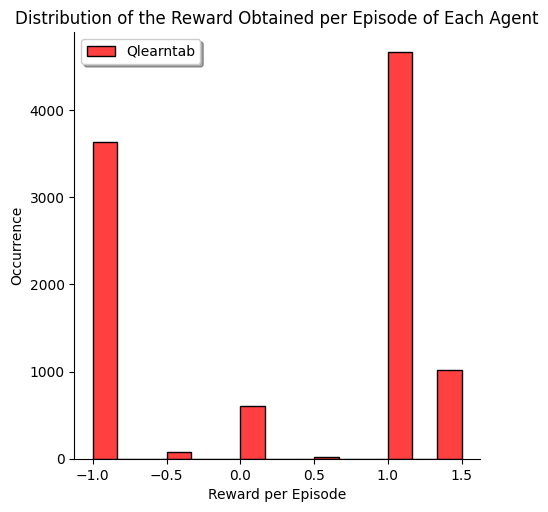 Distribution of the Reward Obtained per Episode of Each Agent
Qlearntab
4000
3000
2000
1000
0
Occurrence
−1.0 −0.5 0.0 0.5 1.0 1.5
Reward per Episode